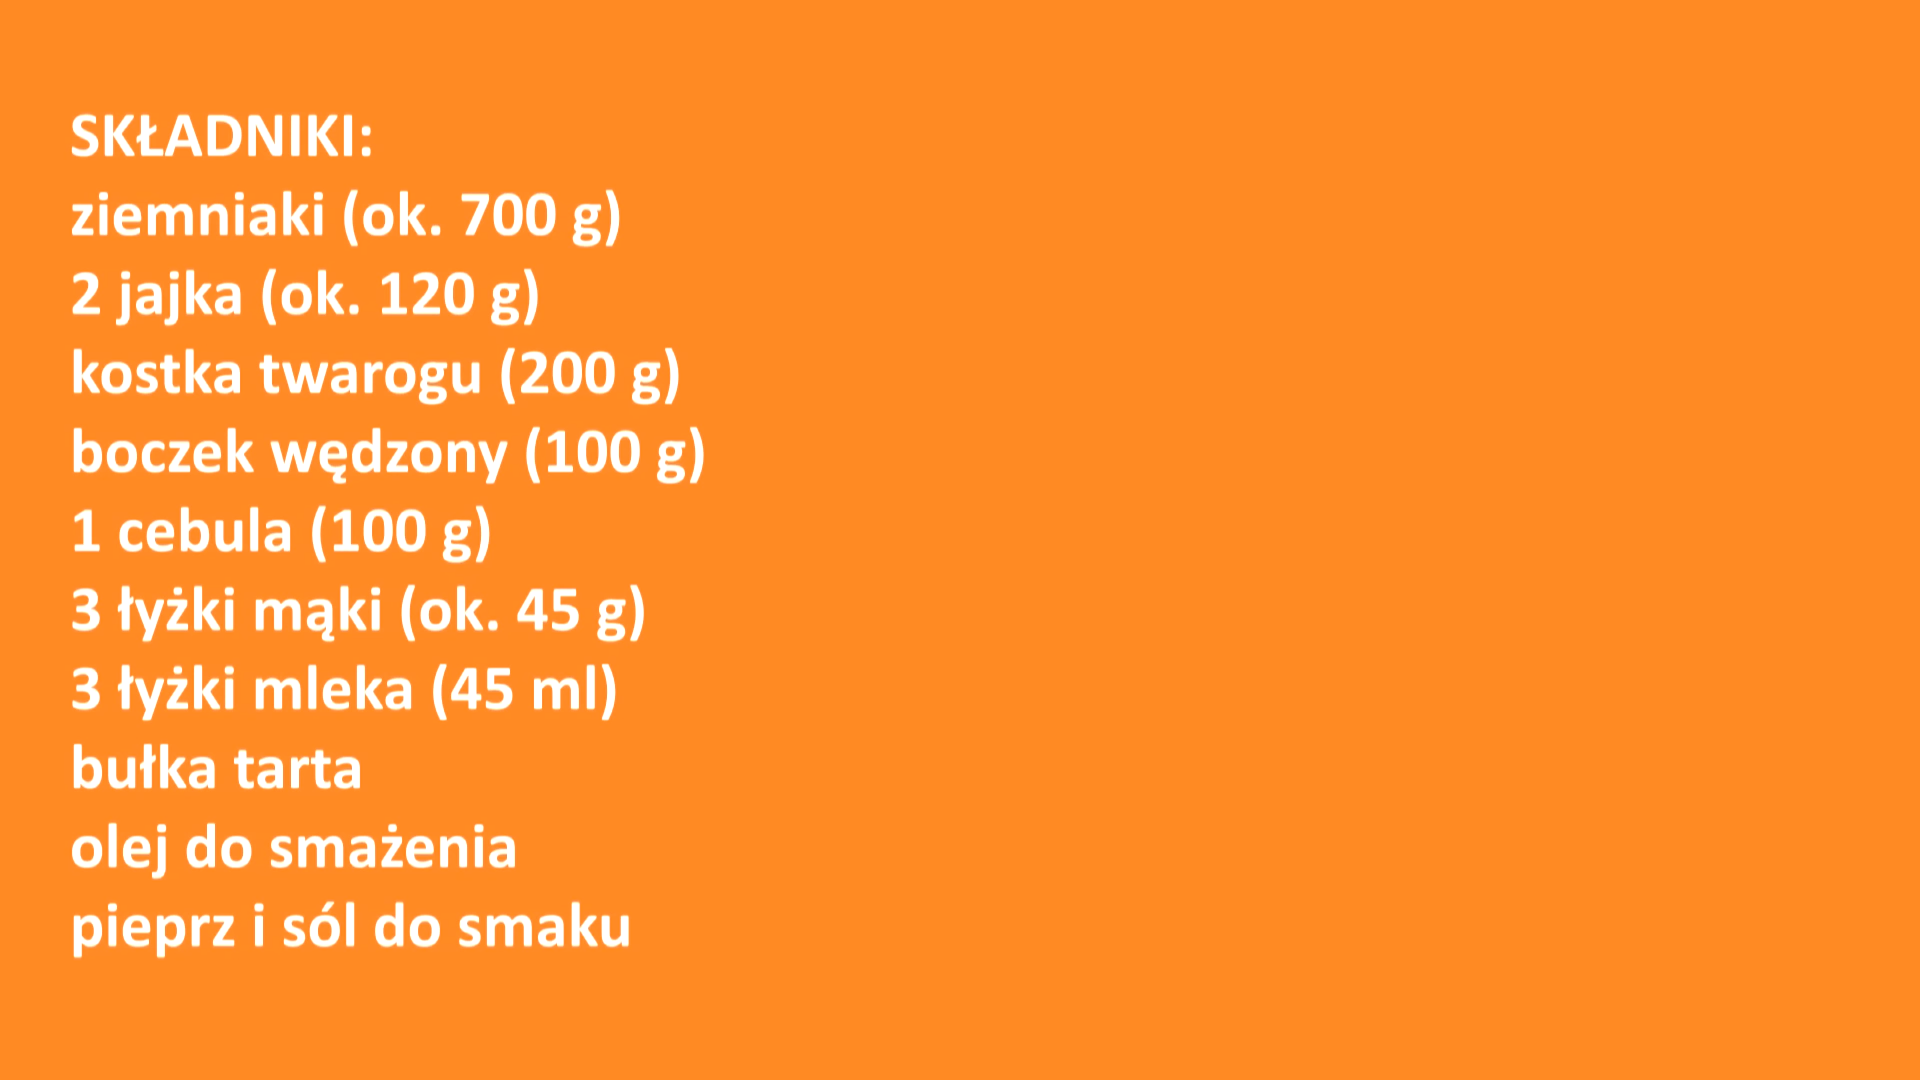 SKŁADNIKI:
ziemniaki (ok. 700 g)
2 jajka (ok. 120 g)
kostka twarogu (200 g)
boczek wędzony (100 g)
1 cebula (100 g)
3 łyżki mąki (ok. 45 g)
3 łyżki mleka (45 ml)
bułka tarta
olej do smażenia
pieprz i sól do smaku